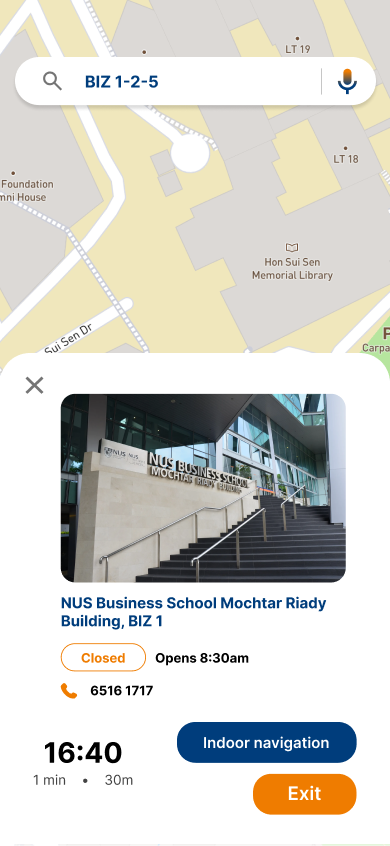 LT 19
BIZ 1-2-5
LT 18
Foundation
mni House
Hon Sui Sen
Memorial Library
Sui Sen Dr
P
Carpa
NUS
NUS
NUS BUSINESS SCHOOL
MOCHTAR RIADY BUILDING
NUS Business School Mochtar Riady
Building, BIZ 1
Closed
Opens 8:30am
6516 1717
16:40
1 min • 30m
Indoor navigation
Exit